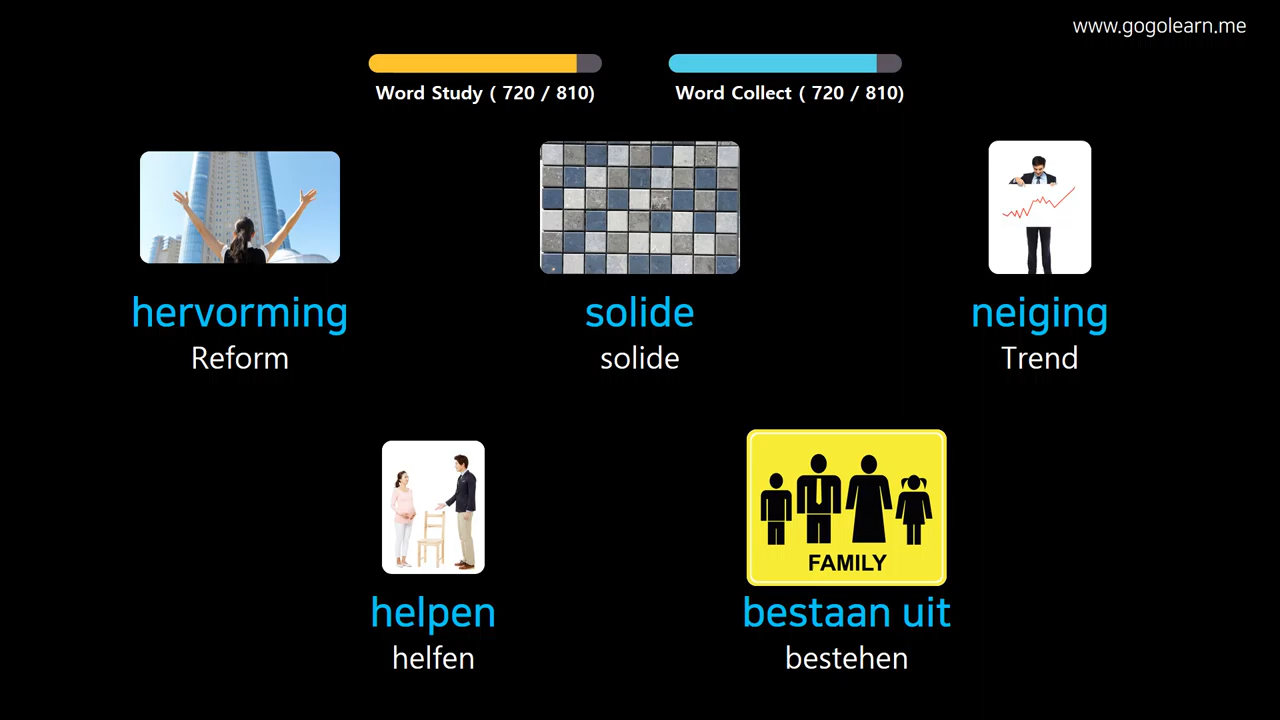 www.gogolearn.me
Word Study ( 720 / 810)
Word Collect ( 720 / 810)
hervorming
Reform
solide
solide
neiging
Trend
FAMILY
helpen
helfen
bestaan uit
bestehen